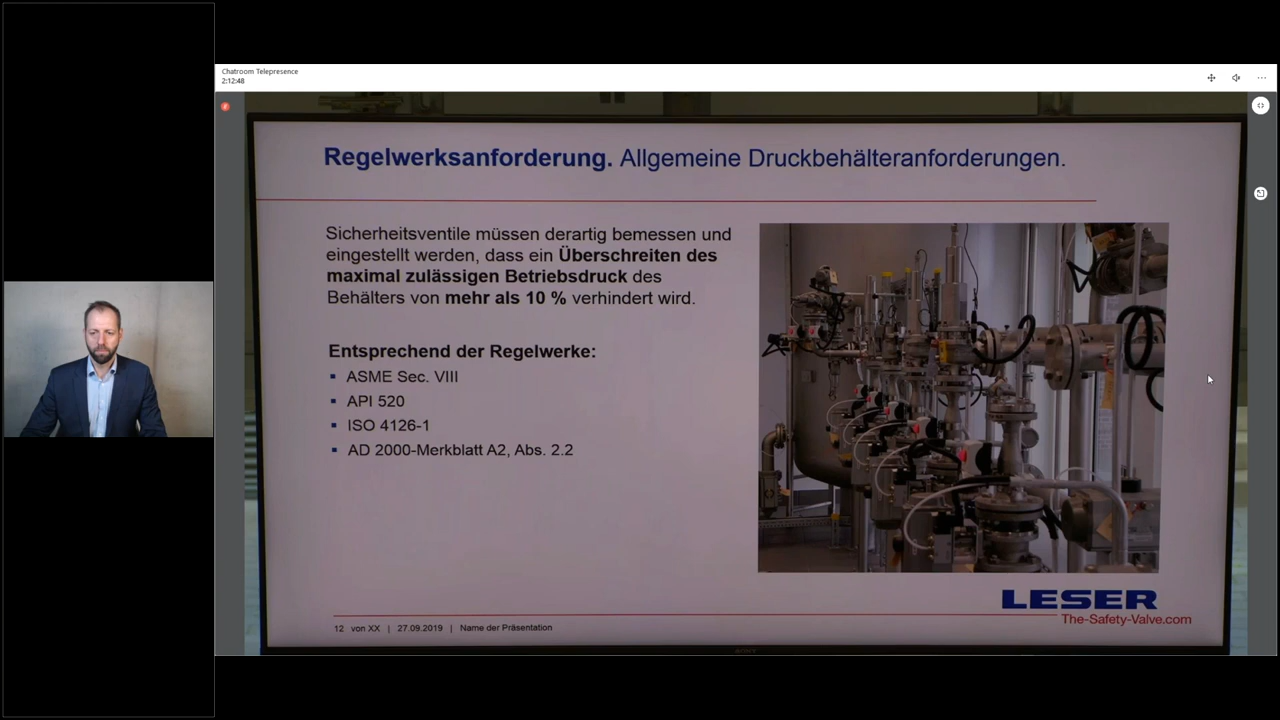 Chatroom Telepresence
2:12:48
Regelwerksanforderung. Allgemeine Druckbehälteranforderungen.
Sicherheitsventile müssen derartig bemessen und
eingestellt werden, dass ein Überschreiten des
maximal zulässigen Betriebsdruck des
Behälters von mehr als 10 % verhindert wird.
Entsprechend der Regelwerke:
▪ ASME Sec. VIII
▪ API 520
▪ ISO 4126-1
▪ AD 2000-Merkblatt A2, Abs. 2.2
LESER
The-Safety-Valve.com
12 von XX | 27.09.2019 | Name der Präsentation
SONY